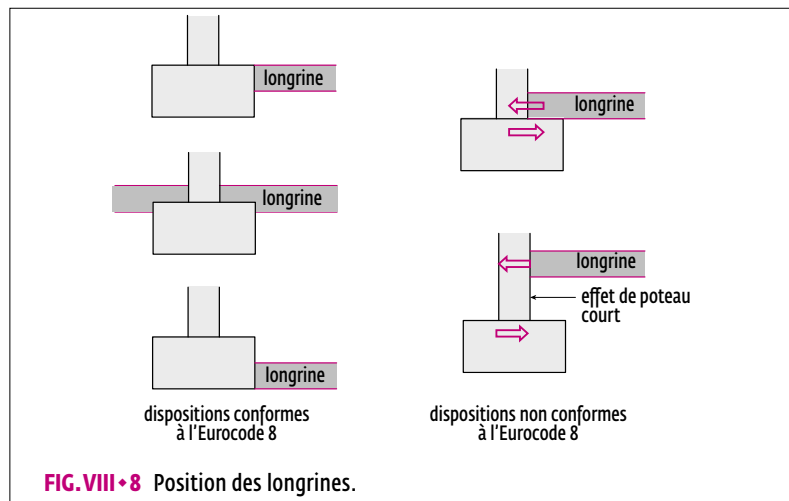 longrine
longrine
longrine
dispositions conformes
à l'Eurocode 8
longrine
longrine
effet de poteau
court
dispositions non conformes
à l'Eurocode 8
FIG.VIII✦8 Position des longrines.